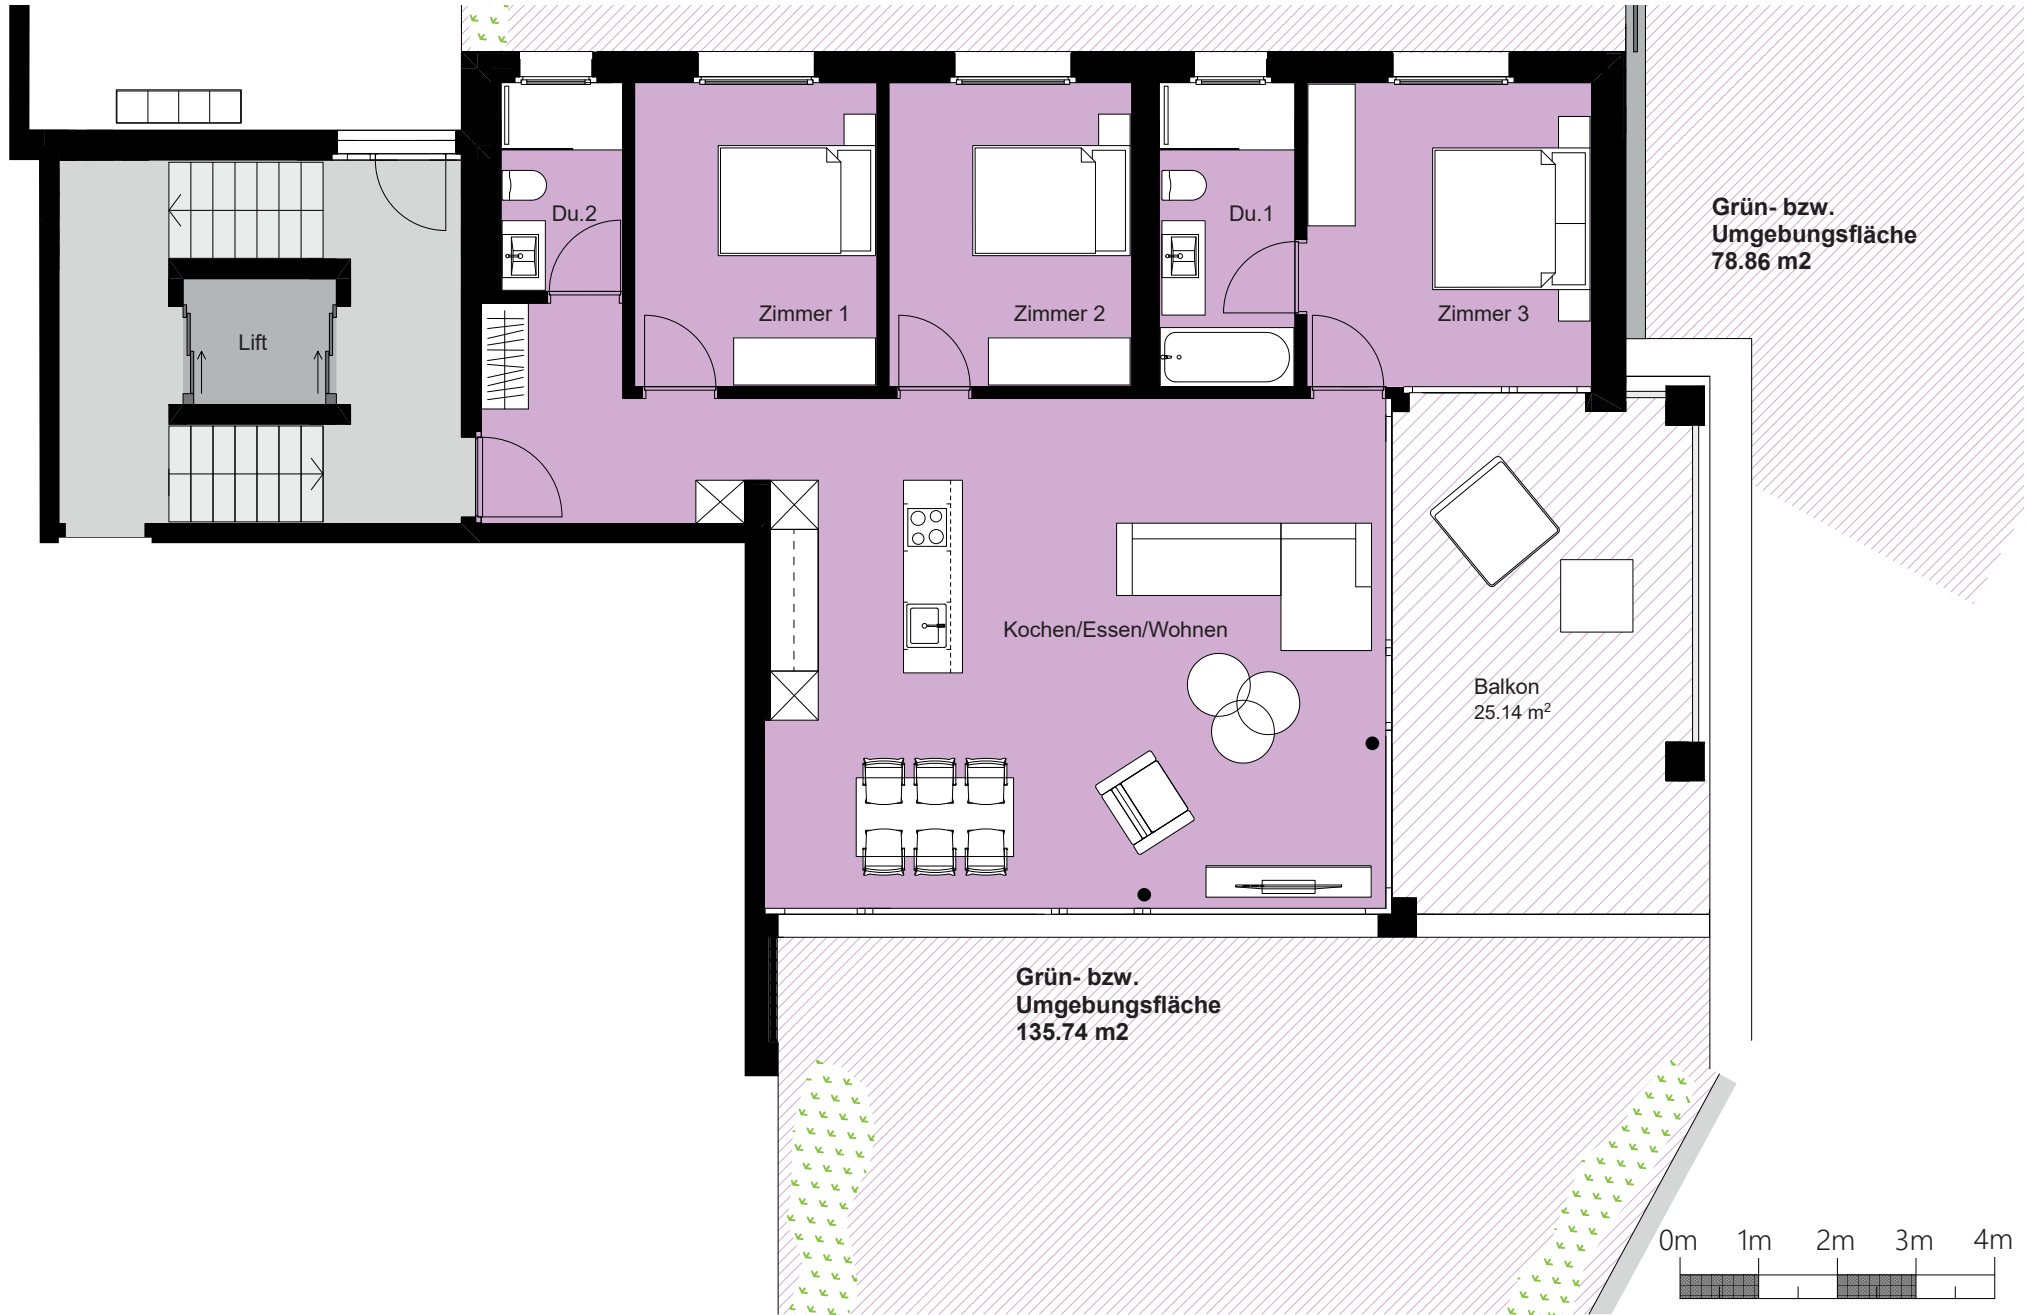 Grün- bzw.
Umgebungsfläche
78.86 m2
Du.2
Du.1
Zimmer 1
Zimmer 2
Zimmer 3
Lift
Kochen/Essen/Wohnen
Balkon
25.14 m²
Grün- bzw.
Umgebungsfläche
135.74 m2
0m 1m 2m 3m 4m